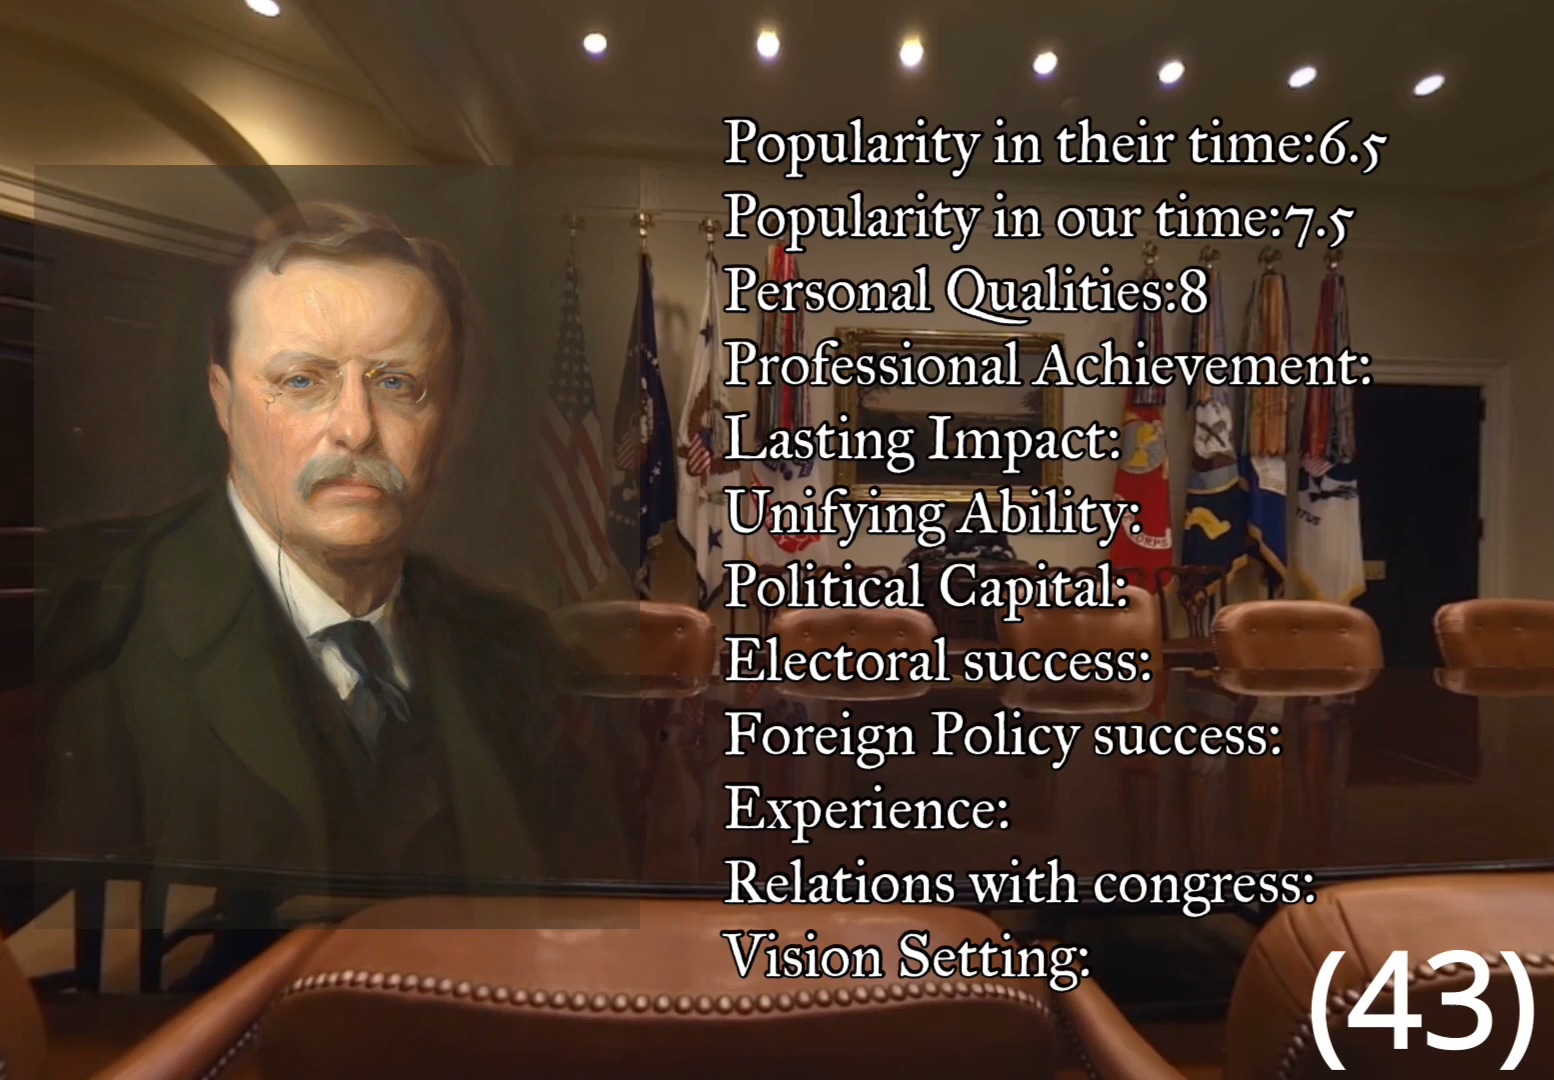 Popularity in their time:6.5
Popularity in our time:7.5
Personal Qualities:8
Professional Achievement:
Lasting Impact:
Unifying Ability:
Political Capital:
Electoral success:
Foreign Policy success:
Experience:
Relations with congress:
Vision Setting:
(43)